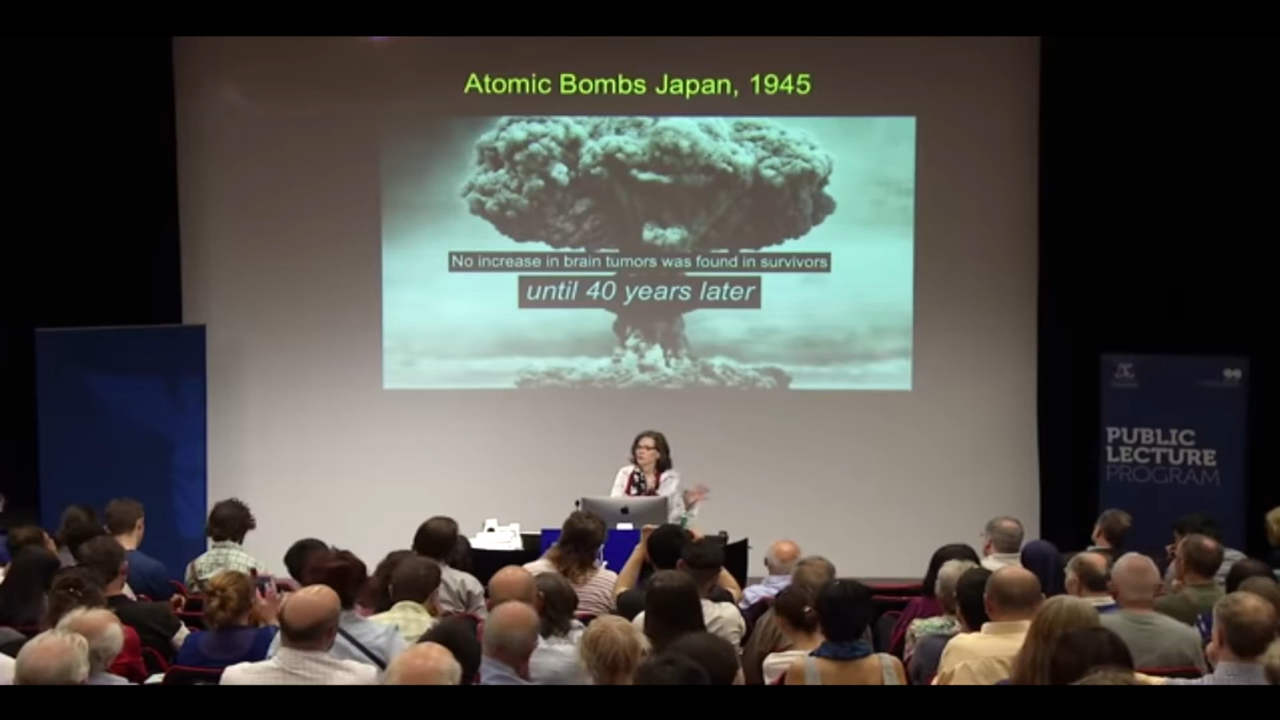 Atomic Bombs Japan, 1945
No increase in brain tumors was found in survivors
until 40 years later
PUBLIC
LECTURE
PROGRAM